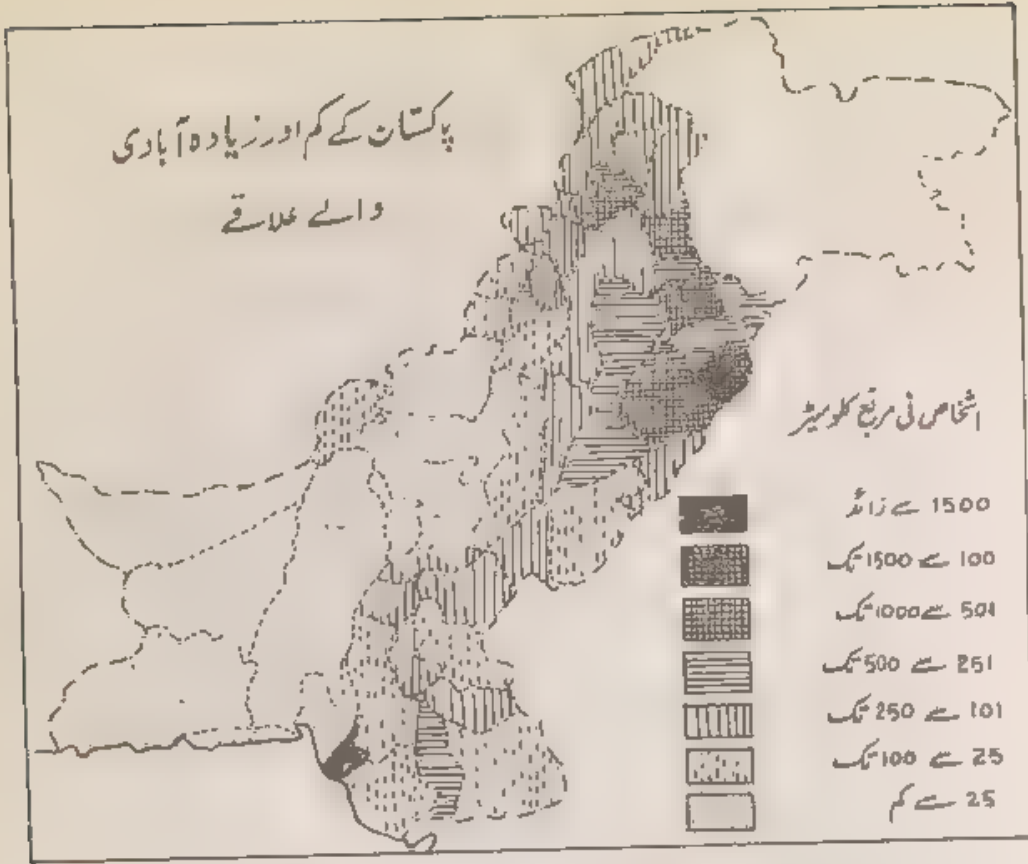 پاکستان کے کم اور زیادہ آبادی
والے علاقے
اشخاص فی مربع کلومیٹر
1500 سے زائد
100 سے 1500 تک
501 سے 1000 تک
251 سے 500 تک
101 سے 250 تک
25 سے 100 تک
25 سے کم